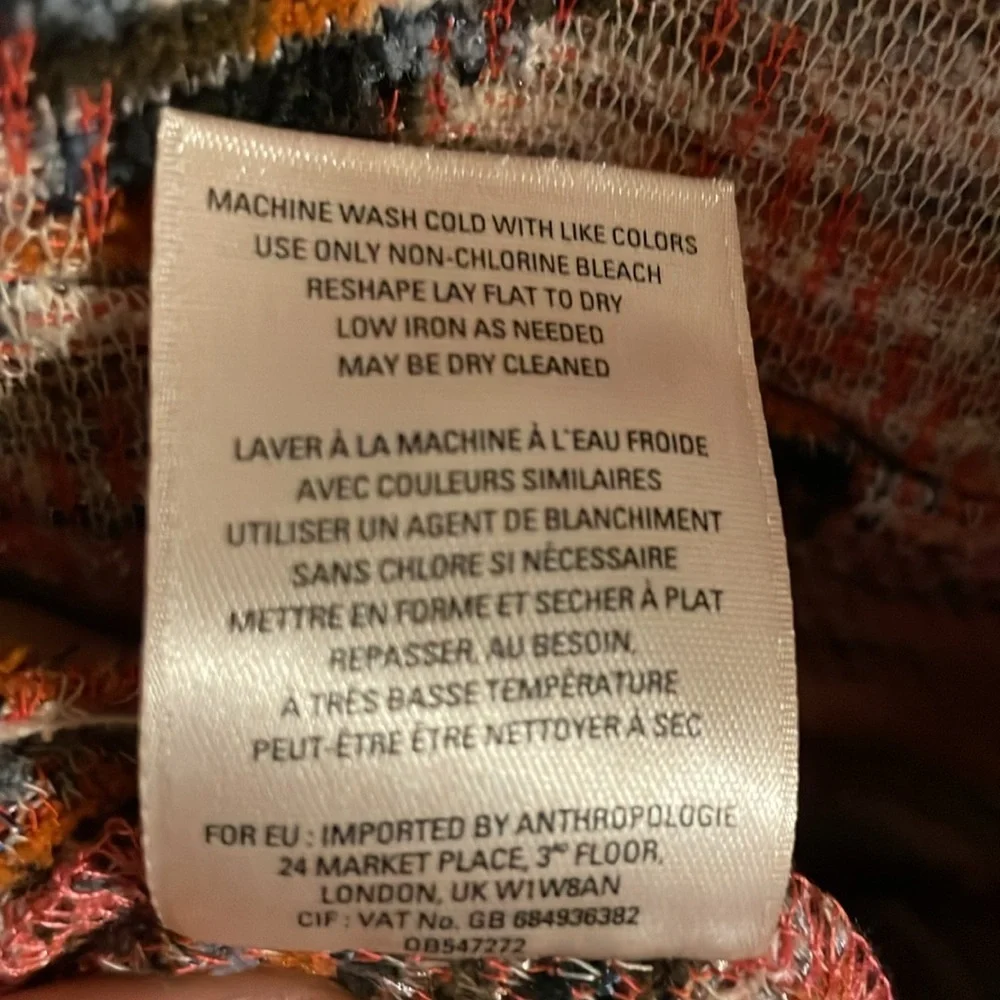 MACHINE WASH COLD WITH LIKE COLORS
USE ONLY NON-CHLORINE BLEACH
RESHAPE LAY FLAT TO DRY
LOW IRON AS NEEDED
MAY BE DRY CLEANED
LAVER À LA MACHINE À L'EAU FROIDE
AVEC COULEURS SIMILAIRES
UTILISER UN AGENT DE BLANCHIMENT
SANS CHLORE SI NÉCESSAIRE
METTRE EN FORME ET SECHER À PLAT
REPASSER, AU BESOIN,
À TRÈS BASSE TEMPÉRATURE
PEUT-ÊTRE ÊTRE NETTOYER À SEC
FOR EU : IMPORTED BY ANTHROPOLOGIE
24 MARKET PLACE, 3RD FLOOR,
LONDON, UK W1W8AN
CIF : VAT No. GB 684936382
OB547272